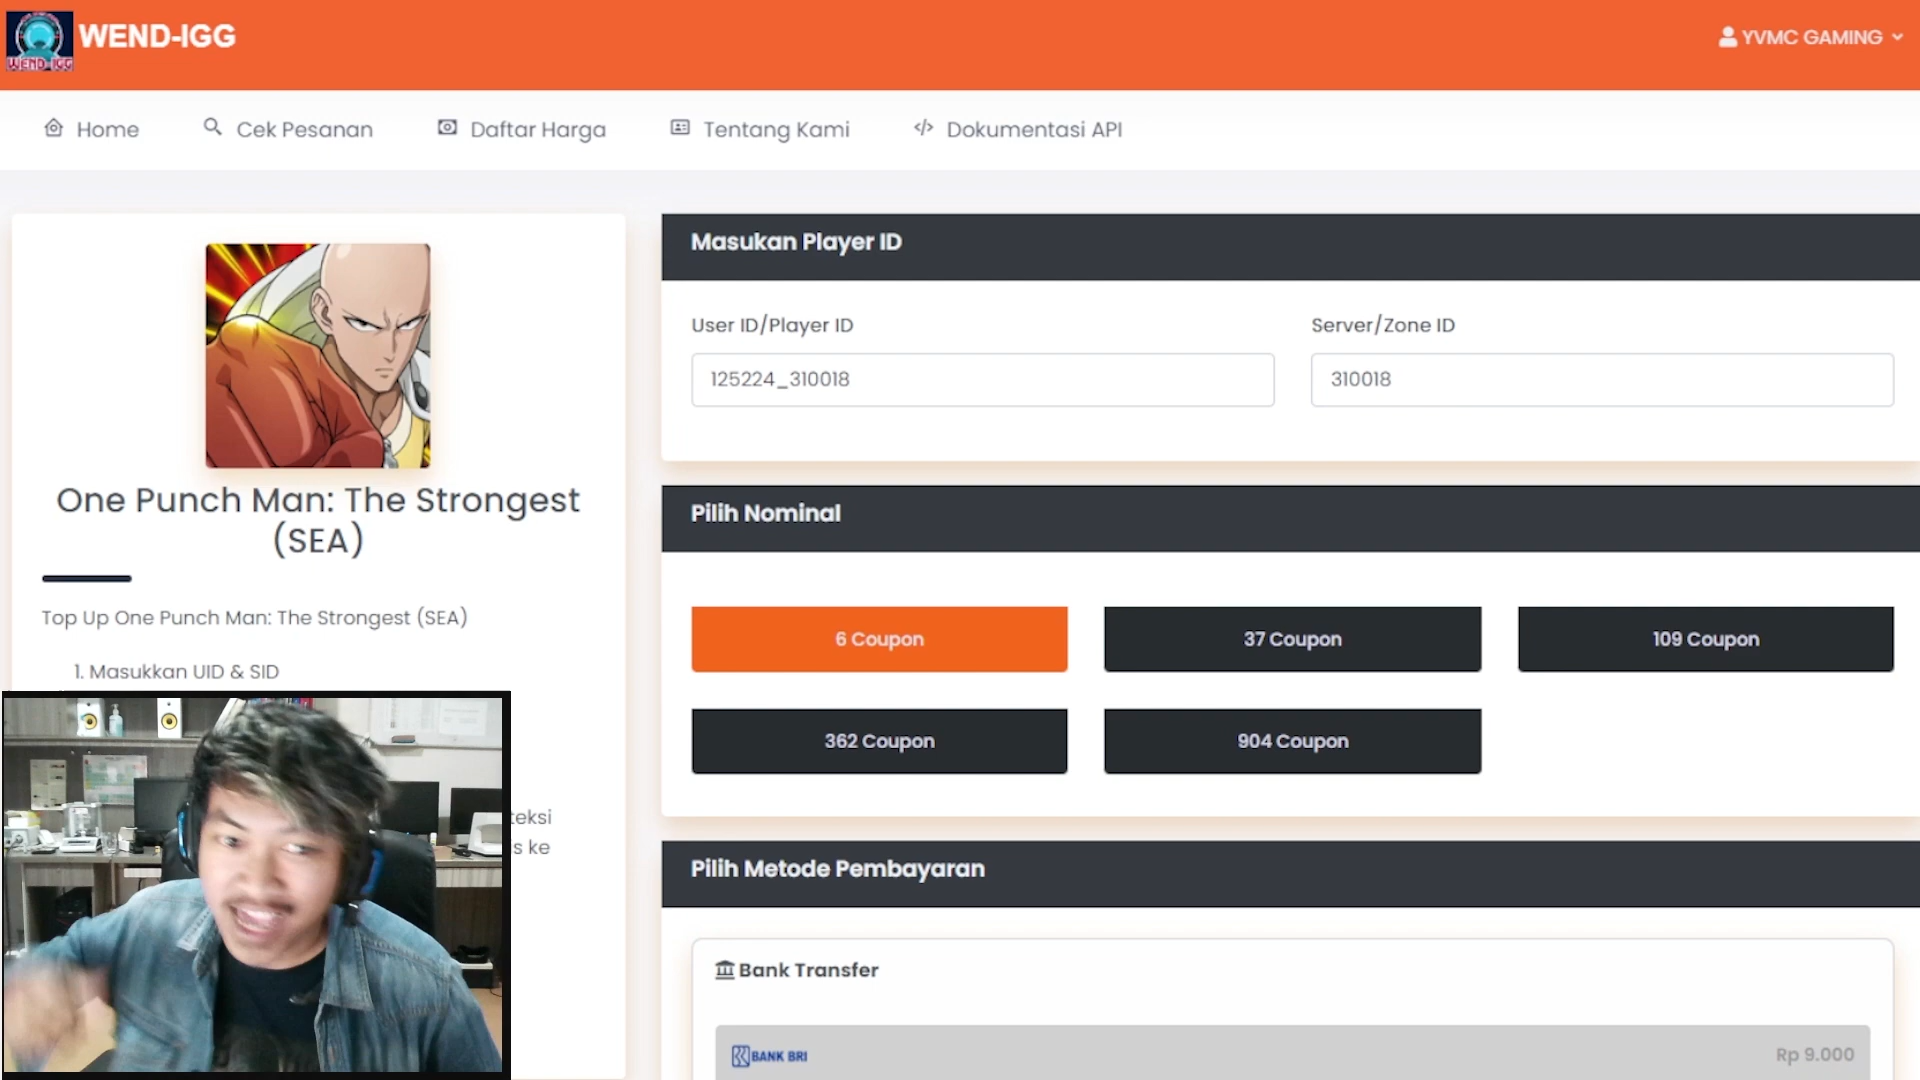 WEND-IGG
WEND-IGG
YVMC GAMING
Home
Cek Pesanan
Daftar Harga
Tentang Kami
Dokumentasi API
One Punch Man: The Strongest
(SEA)
Top Up One Punch Man: The Strongest (SEA)
1. Masukkan UID & SID
teksi
s ke
Masukan Player ID
User ID/Player ID
Server/Zone ID
125224_310018
310018
Pilih Nominal
6 Coupon
37 Coupon
109 Coupon
362 Coupon
904 Coupon
Pilih Metode Pembayaran
Bank Transfer
BANK BRI
Rp 9.000